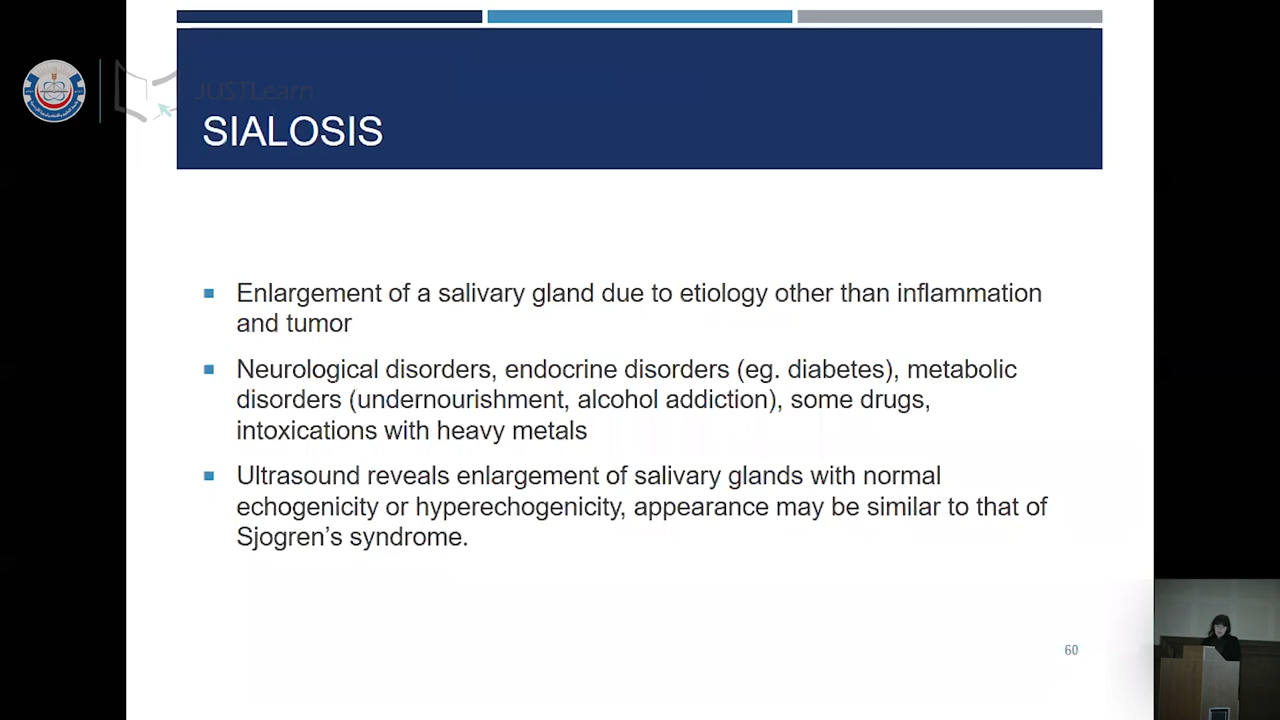 JUSTLearn
SIALOSIS
Enlargement of a salivary gland due to etiology other than inflammation
and tumor
Neurological disorders, endocrine disorders (eg. diabetes), metabolic
disorders (undernourishment, alcohol addiction), some drugs,
intoxications with heavy metals
Ultrasound reveals enlargement of salivary glands with normal
echogenicity or hyperechogenicity, appearance may be similar to that of
Sjogren’s syndrome.
60